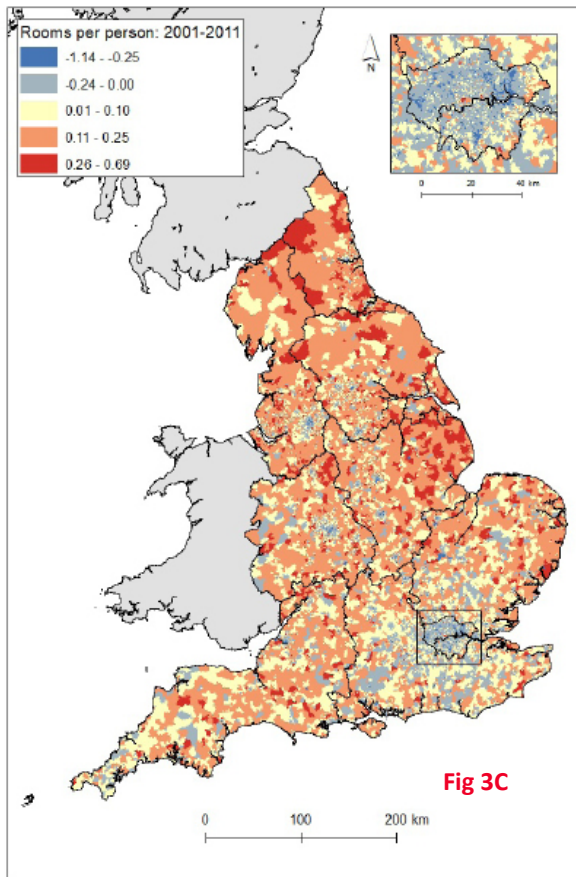 Rooms per person: 2001-2011
-1.14 - -0.25
-0.24 - 0.00
0.01 - 0.10
0.11 - 0.25
0.26 - 0.69
N
0 20 40 km
Fig 3C
0 100 200 km